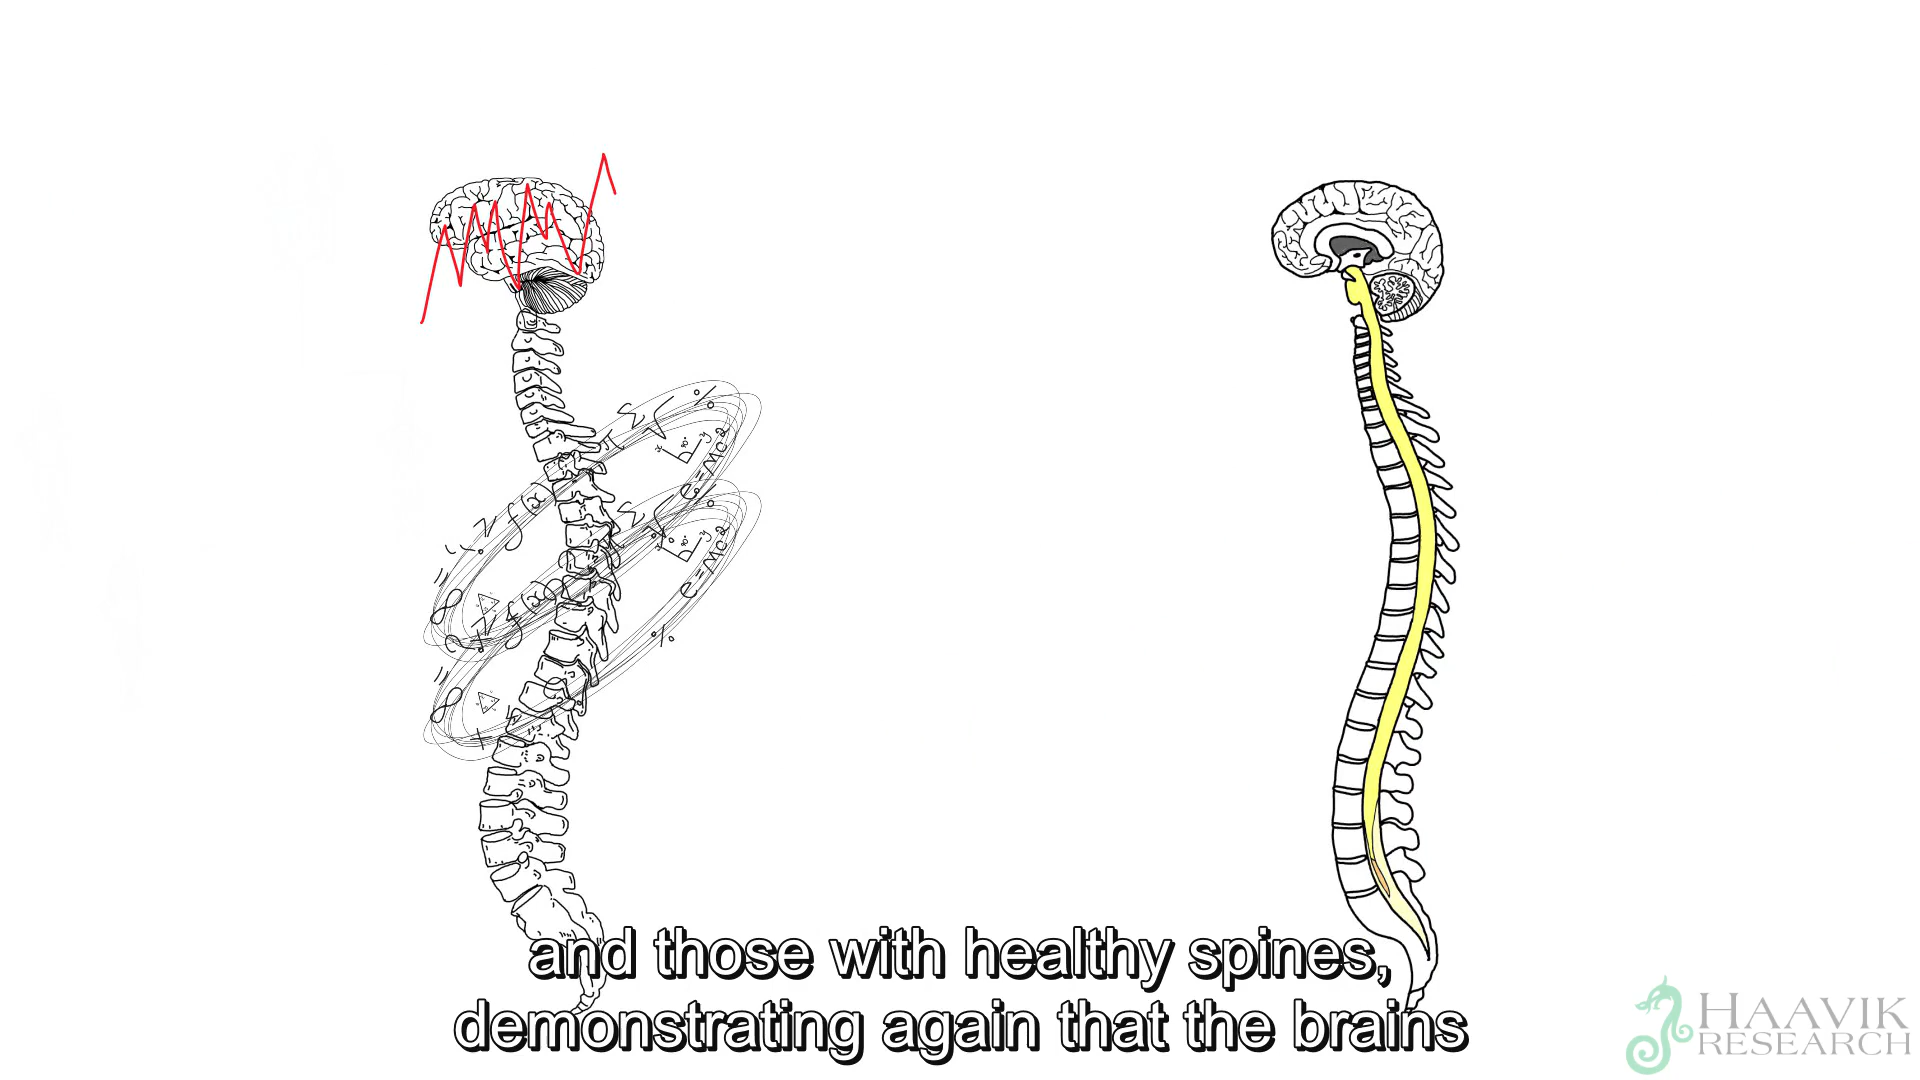 and those with healthy spines,
demonstrating again that the brains
HAAVIK
RESEARCH